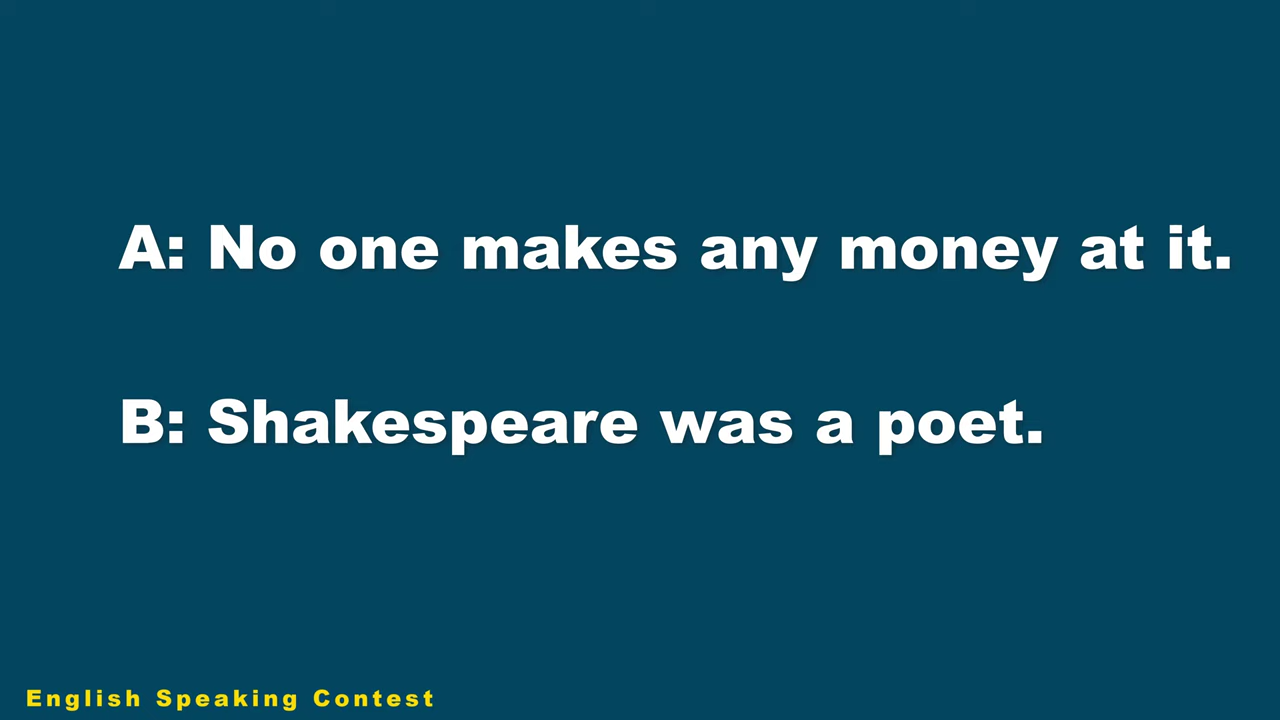 A: No one makes any money at it.
B: Shakespeare was a poet.
English Speaking Contest